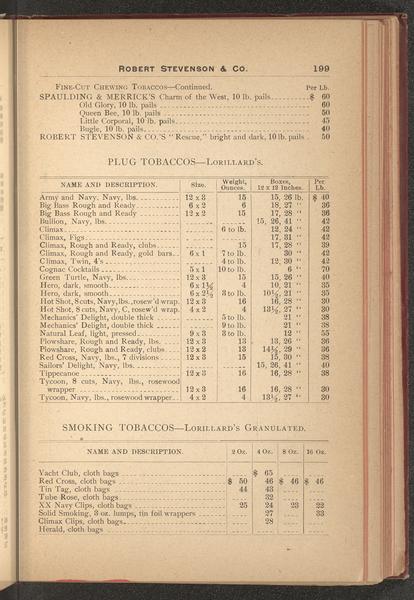 ROBERT STEVENSON & CO. 199
FINE-CUT CHEWING TOBACCOS—Continued. Per Lb.
SPAULDING & MERRICK'S Charm of the West, 10 lb. pails $ 60
Old Glory, 10 lb. pails 60
Queen Bee, 10 lb. pails 50
Little Corporal, 10 lb. pails 45
Bugle, 10 lb. pails 40
ROBERT STEVENSON & CO.'S "Rescue," bright and dark, 10 lb. pails 50
PLUG TOBACCOS—LORILLARD'S.
NAME AND DESCRIPTION. Size. Weight, Ounces. Boxes, 12 x 12 Inches. Per Lb.
Army and Navy, Navy, lbs. 12 x 3 15 15, 26 lb. $ 40
Big Bass Rough and Ready 6 x 2 6 18, 27 " 36
Big Bass Rough and Ready 12 x 2 15 17, 28 " 36
Bullion, Navy, lbs. 15, 26, 41 " 42
Climax 6 to lb. 12, 24 " 42
Climax, Figs 17, 31 " 42
Climax, Rough and Ready, clubs 15 17, 28 " 39
Climax, Rough and Ready, gold bars 6 x 1 7 to lb. 30 " 42
Climax, Twin, 4's 4 to lb. 12, 30 " 42
Cognac Cocktails 5 x 1 10 to lb. 6 " 70
Green Turtle, Navy, lbs. 12 x 3 15 15, 26 " 40
Hero, dark, smooth 6 x 1½ 4 10, 21 " 35
Hero, dark, smooth 6 x 2½ 3 to lb. 10½, 21 " 35
Hot Shot, 8 cuts, Navy, lbs., rosew'd wrap. 12 x 3 16 16, 28 " 30
Hot Shot, 8 cuts, Navy, C, rosew'd wrap. 4 x 2 4 13½, 27 " 30
Mechanics' Delight, double thick 5 to lb. 21 " 38
Mechanics' Delight, double thick 9 to lb. 21 " 38
Natural Leaf, light, pressed 9 x 3 3 to lb. 12 " 55
Plowshare, Rough and Ready, lbs. 12 x 3 13 13, 26 " 36
Plowshare, Rough and Ready, clubs 12 x 2 13 14½, 29 " 36
Red Cross, Navy, lbs., 7 divisions 12 x 3 15 15, 30 " 38
Sailors' Delight, Navy, lbs. 15, 26, 41 " 40
Tippecanoe 12 x 3 16 16, 28 " 38
Tycoon, 8 cuts, Navy, lbs., rosewood
wrapper 12 x 3 16 16, 28 " 30
Tycoon, Navy, lbs., rosewood wrapper 4 x 2 4 13½, 27 " 30
SMOKING TOBACCOS—LORILLARD'S GRANULATED.
NAME AND DESCRIPTION. 2 Oz. 4 Oz. 8 Oz. 16 Oz.
Yacht Club, cloth bags $ 65
Red Cross, cloth bags $ 50 46 $ 46 $ 46
Tin Tag, cloth bags 44 43
Tube Rose, cloth bags 32
XX Navy Clips, cloth bags 25 24 23 22
Solid Smoking, 3 oz. lumps, tin foil wrappers 27 33
Climax Clips, cloth bags 28
Herald, cloth bags